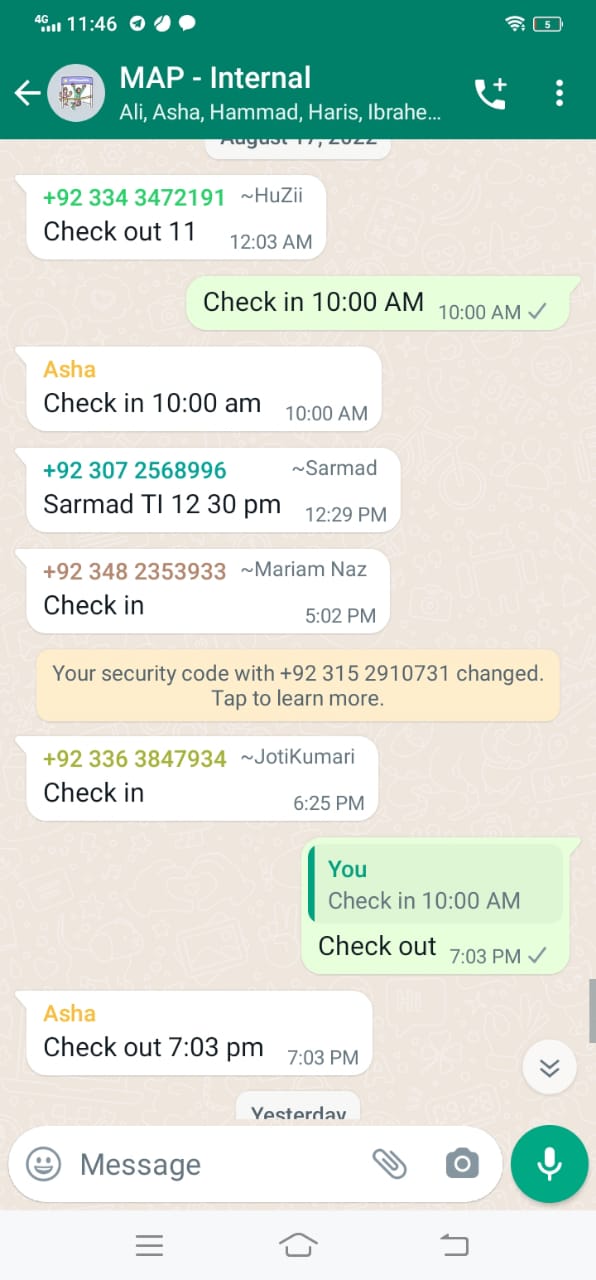 4G 11:46 5
MAP - Internal
Ali, Asha, Hammad, Haris, Ibrahe...
August 17, 2022
+92 334 3472191 ~HuZii
Check out 11 12:03 AM
Check in 10:00 AM 10:00 AM
Asha
Check in 10:00 am 10:00 AM
+92 307 2568996 ~Sarmad
Sarmad TI 12 30 pm 12:29 PM
+92 348 2353933 ~Mariam Naz
Check in 5:02 PM
Your security code with +92 315 2910731 changed.
Tap to learn more.
+92 336 3847934 ~JotiKumari
Check in 6:25 PM
You
Check in 10:00 AM
Check out 7:03 PM
Asha
Check out 7:03 pm 7:03 PM
Yesterday
Message